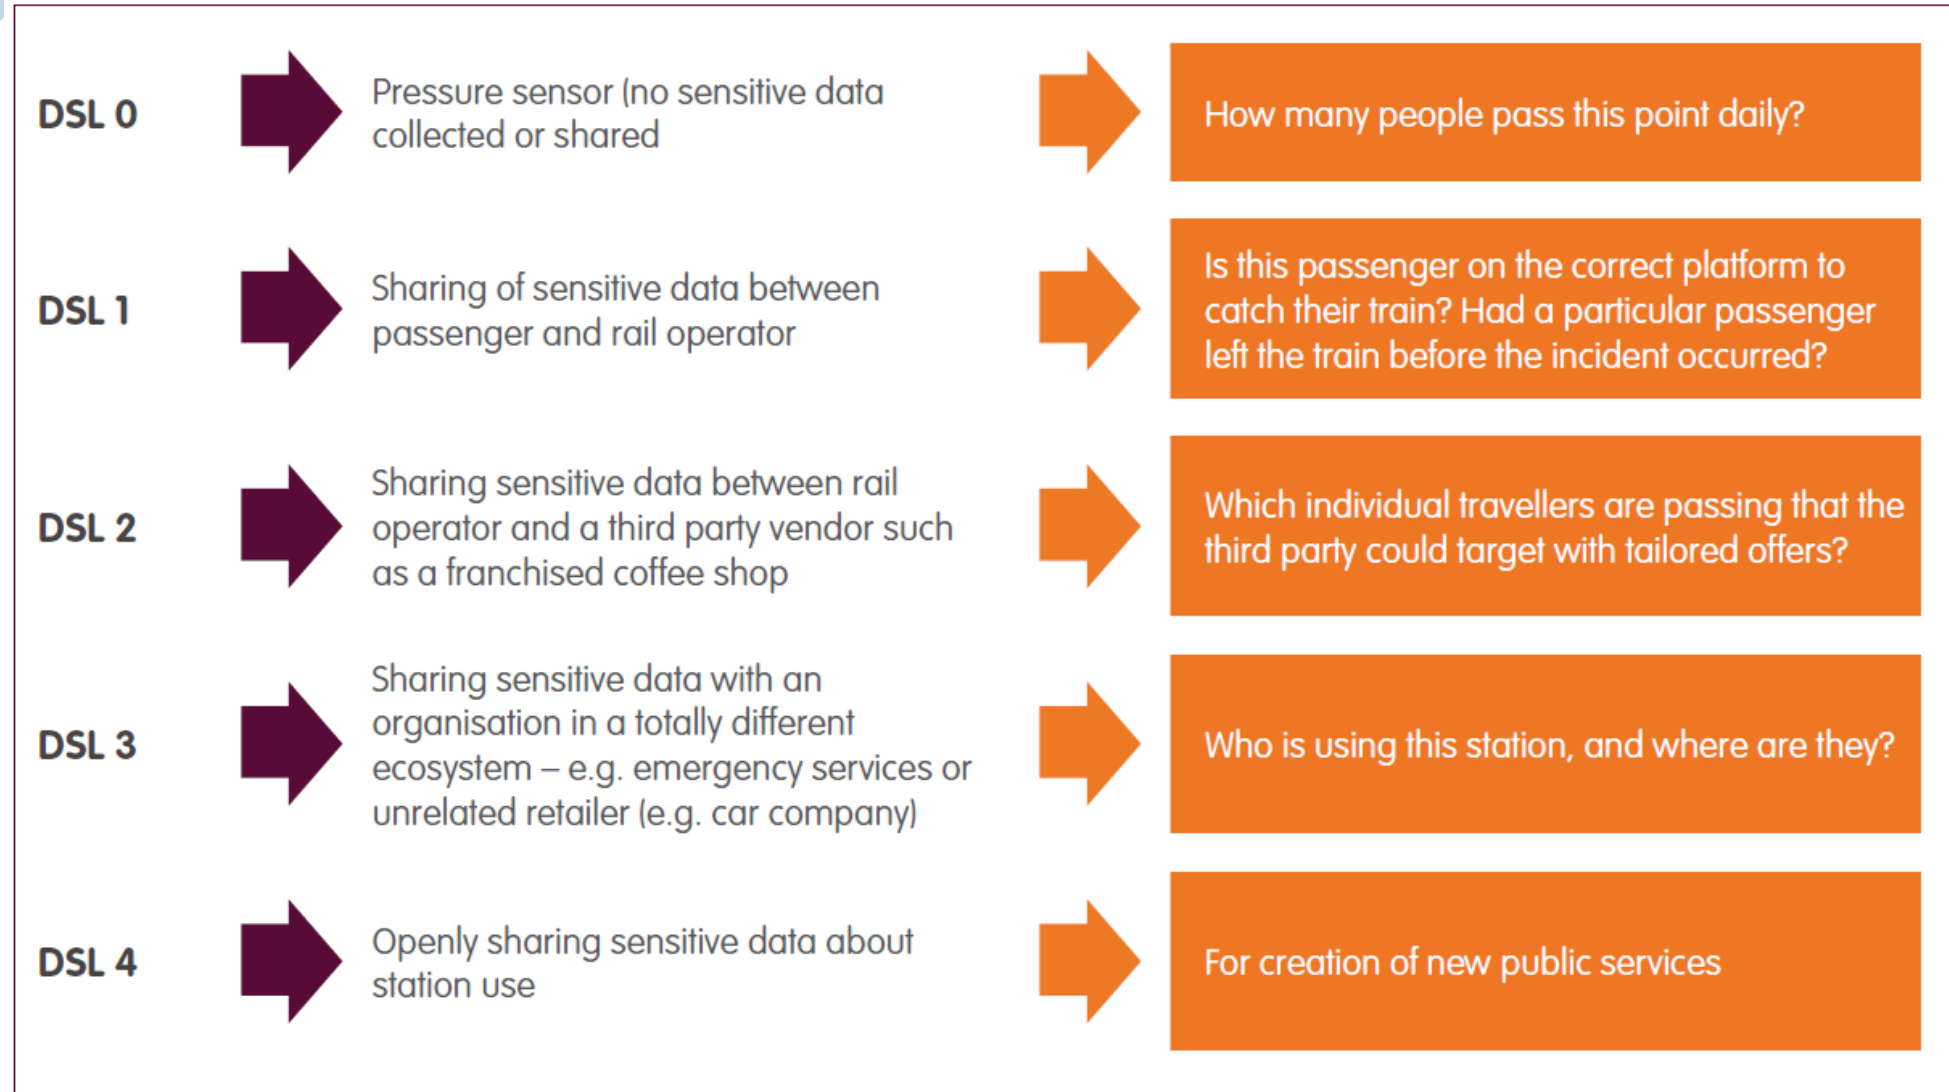 DSL 0
Pressure sensor (no sensitive data
collected or shared
How many people pass this point daily?
DSL 1
Sharing of sensitive data between
passenger and rail operator
Is this passenger on the correct platform to
catch their train? Had a particular passenger
left the train before the incident occurred?
DSL 2
Sharing sensitive data between rail
operator and a third party vendor such
as a franchised coffee shop
Which individual travellers are passing that the
third party could target with tailored offers?
DSL 3
Sharing sensitive data with an
organisation in a totally different
ecosystem – e.g. emergency services or
unrelated retailer (e.g. car company)
Who is using this station, and where are they?
DSL 4
Openly sharing sensitive data about
station use
For creation of new public services